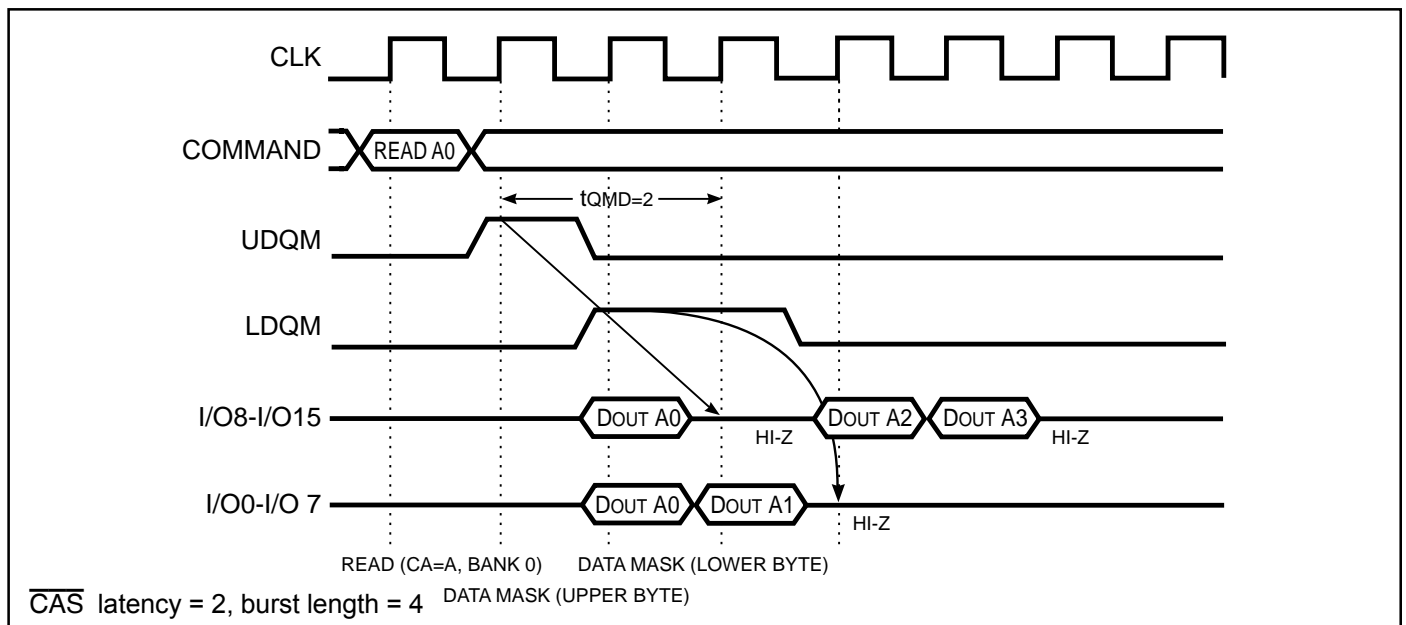 CLK
COMMAND
READ A0
tQMD=2
UDQM
LDQM
I/O8-I/O15
DOUT A0
HI-Z
DOUT A2
DOUT A3
HI-Z
I/O0-I/O 7
DOUT A0
DOUT A1
HI-Z
READ (CA=A, BANK 0)
DATA MASK (LOWER BYTE)
DATA MASK (UPPER BYTE)
CAS latency = 2, burst length = 4